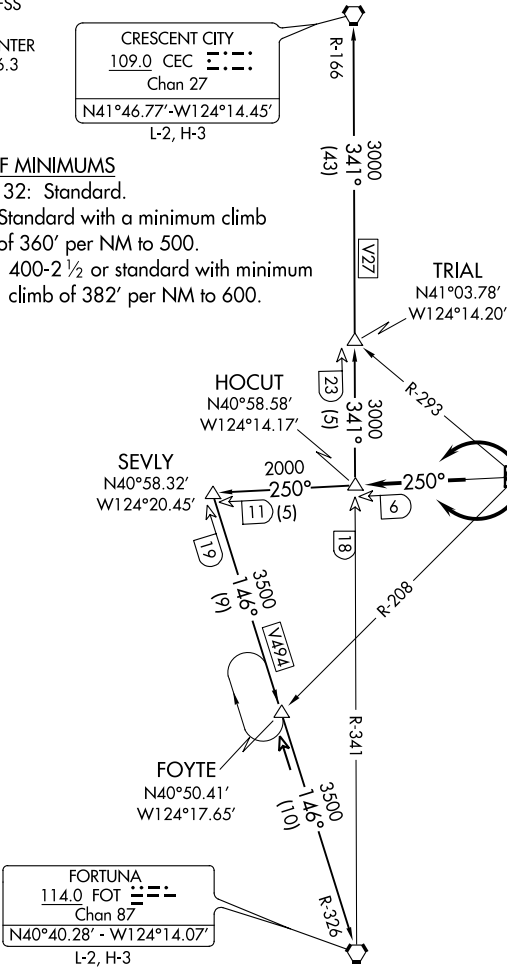 FSS
NTER
6.3
CRESCENT CITY
109.0 CEC
Chan 27
N41°46.77'-W124°14.45'
L-2, H-3
R-166
F MINIMUMS
32: Standard.
Standard with a minimum climb
of 360' per NM to 500.
400-2 ½ or standard with minimum
climb of 382' per NM to 600.
3000
341°
(43)
V27
TRIAL
N41°03.78'
W124°14.20'
R-293
23
3000
341°
(5)
HOCUT
N40°58.58'
W124°14.17'
SEVLY
N40°58.32'
W124°20.45'
2000
250°
11
(5)
250°
6
19
18
3500
146°
(9)
V494
R-208
R-341
FOYTE
N40°50.41'
W124°17.65'
3500
146°
(10)
R-326
FORTUNA
114.0 FOT
Chan 87
N40°40.28' - W124°14.07'
L-2, H-3